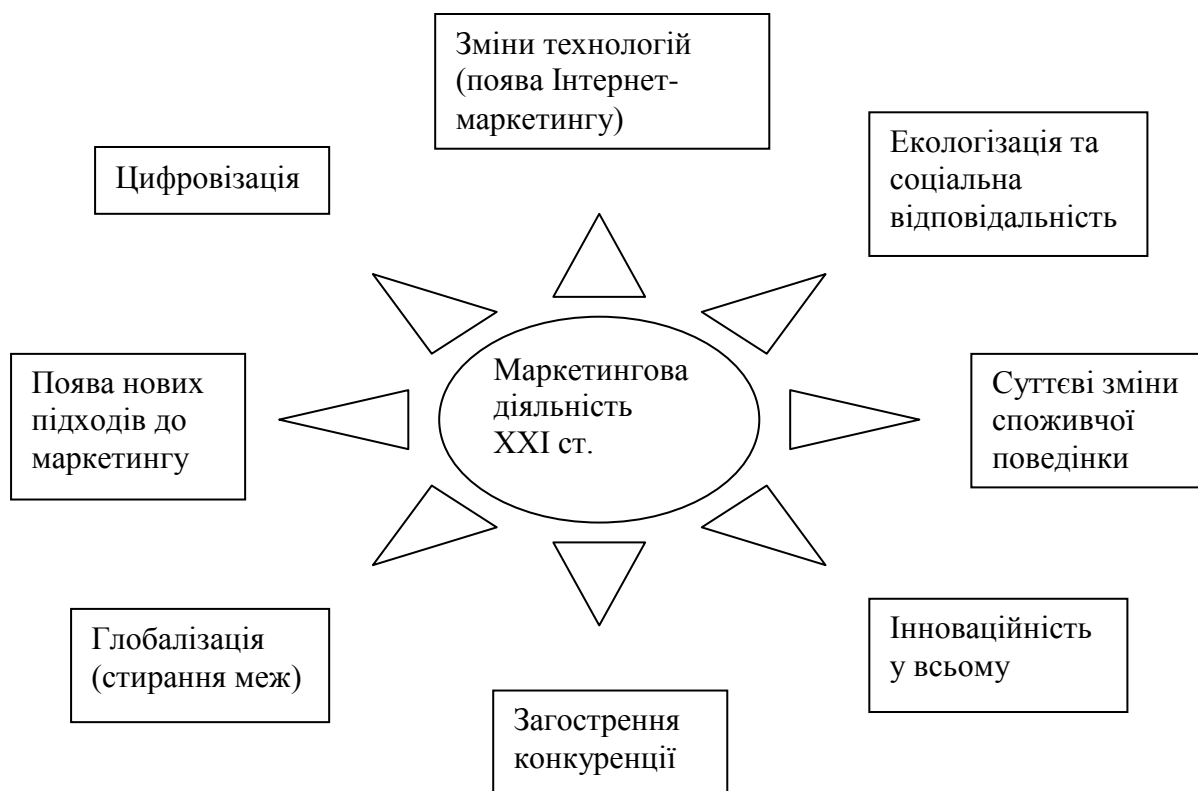 Зміни технологій
(поява Інтернет-
маркетингу)
Екологізація та
соціальна
відповідальність
Цифровізація
Маркетингова
діяльність
XXI ст.
Поява нових
підходів до
маркетингу
Суттєві зміни
споживчої
поведінки
Глобалізація
(стирання меж)
Інноваційність
у всьому
Загострення
конкуренції